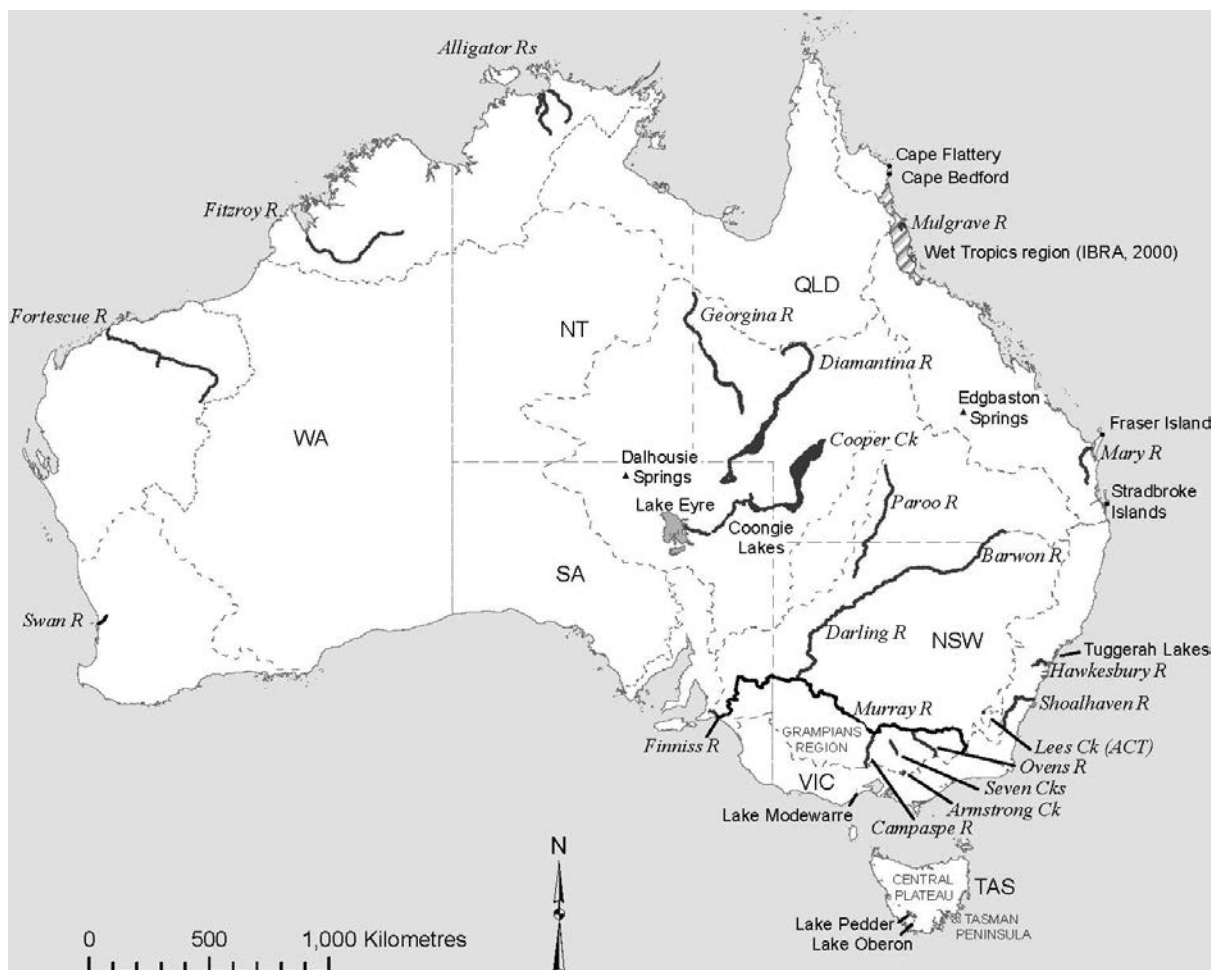 Alligator Rs
Cape Flattery
Cape Bedford
Fitzroy R
Mulgrave R
Wet Tropics region (IBRA, 2000)
QLD
Fortescue R
NT
Georgina R
Diamantina R
Edgbaston
Springs
Fraser Island
WA
Cooper Ck
Mary R
Dalhousie
Springs
Stradbroke
Islands
Lake Eyre
Paroo R
Coongie
Lakes
Barwon R
SA
Swan R
Darling R
NSW
Tuggerah Lakes
Hawkesbury R
Shoalhaven R
Murray R
GRAMPIANS
REGION
Finniss R
Lees Ck (ACT)
Ovens R
VIC
Seven Cks
Lake Modewarre
Armstrong Ck
Campaspe R
N
CENTRAL
PLATEAU
TAS
Lake Pedder
TASMAN
PENINSULA
Lake Oberon
0 500 1,000 Kilometres